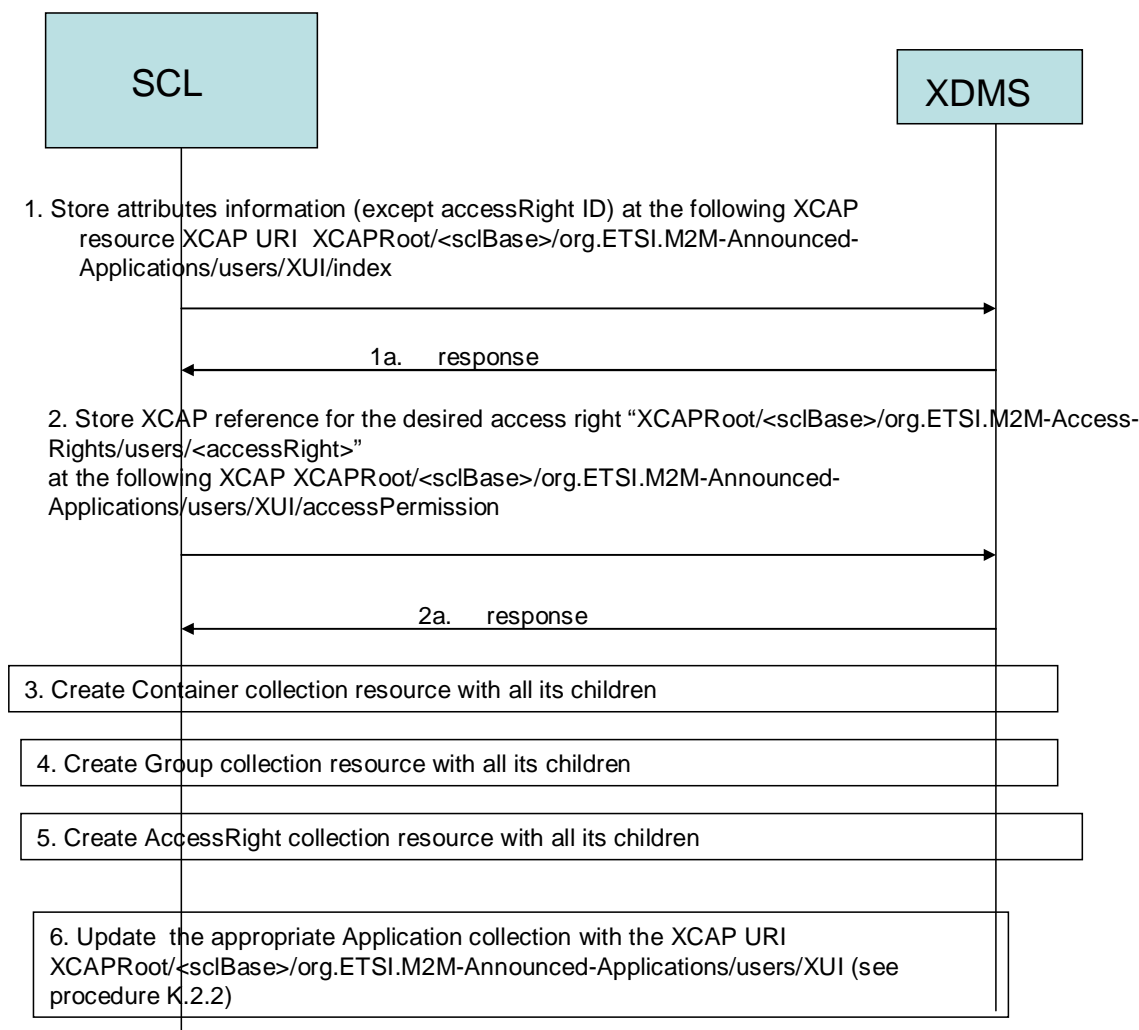 SCL
XDMS
1. Store attributes information (except accessRight ID) at the following XCAP
resource XCAP URI XCAPRoot/<sclBase>/org.ETSI.M2M-Announced-
Applications/users/XUI/index
1a. response
2. Store XCAP reference for the desired access right “XCAPRoot/<sclBase>/org.ETSI.M2M-Access-
Rights/users/<accessRight>”
at the following XCAP XCAPRoot/<sclBase>/org.ETSI.M2M-Announced-
Applications/users/XUI/accessPermission
2a. response
3. Create Container collection resource with all its children
4. Create Group collection resource with all its children
5. Create AccessRight collection resource with all its children
6. Update the appropriate Application collection with the XCAP URI
XCAPRoot/<sclBase>/org.ETSI.M2M-Announced-Applications/users/XUI (see
procedure K.2.2)